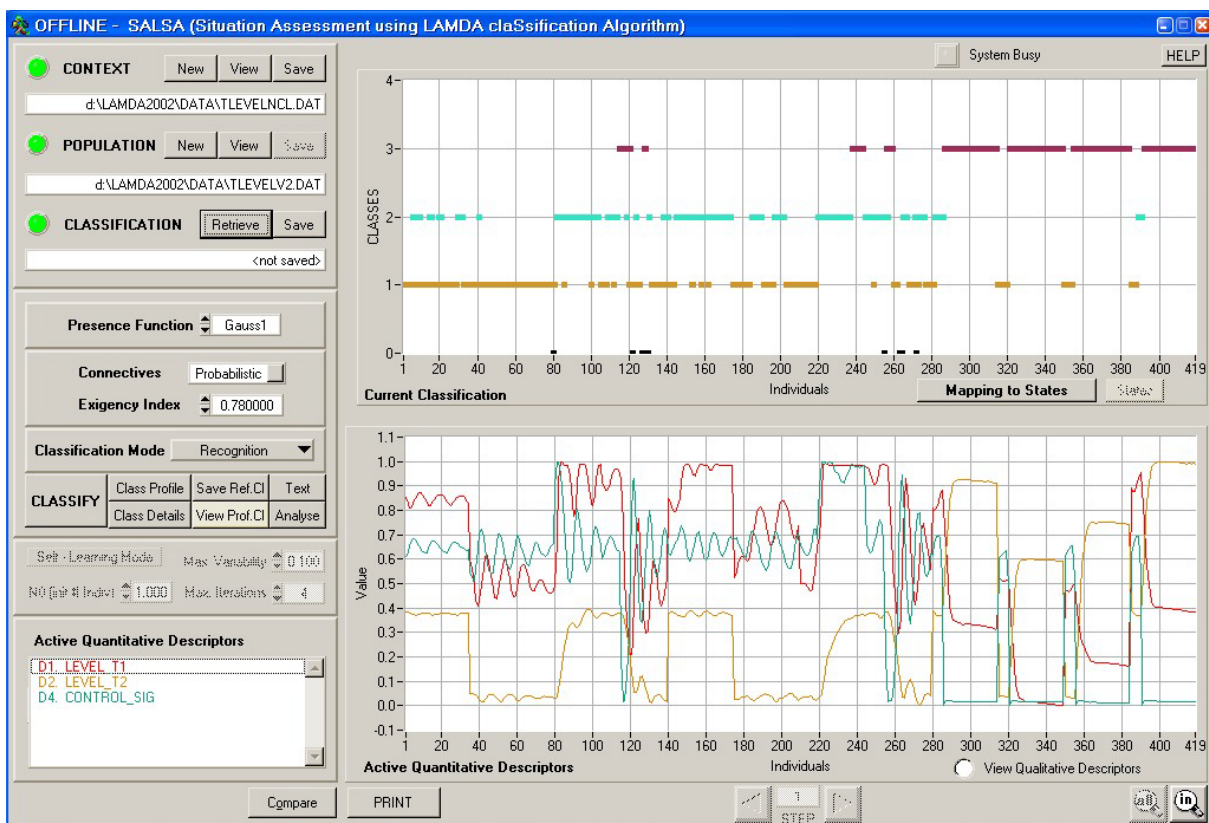 OFFLINE - SALSA (Situation Assessment using LAMDA claSsification Algorithm)
CONTEXT New View Save
d:\LAMDA2002\DATA\TLEVELNCL.DAT
POPULATION New View Save
d:\LAMDA2002\DATA\TLEVELV2.DAT
CLASSIFICATION Retrieve Save
<not saved>
Presence Function Gauss1
Connectives Probabilistic
Exigency Index 0.780000
Classification Mode Recognition
CLASSIFY
Class Profile Save Ref.Cl Text
Class Details View Prof.Cl Analyse
Self - Learning Mode Max. Variability 0.100
N0 (init # Indiv) 1.000 Max. Iterations 4
Active Quantitative Descriptors
D1. LEVEL_T1
D2. LEVEL_T2
D4. CONTROL_SIG
Compare
System Busy HELP
4
3
2
1
0
CLASSES
1 20 40 60 80 100 120 140 160 180 200 220 240 260 280 300 320 340 360 380 400 419
Individuals
Current Classification
Mapping to States States
1.1
1.0
0.9
0.8
0.7
0.6
0.5
0.4
0.3
0.2
0.1
0.0
-0.1
Value
1 20 40 60 80 100 120 140 160 180 200 220 240 260 280 300 320 340 360 380 400 419
Active Quantitative Descriptors Individuals View Qualitative Descriptors
PRINT
1
STEP
(all) (in)